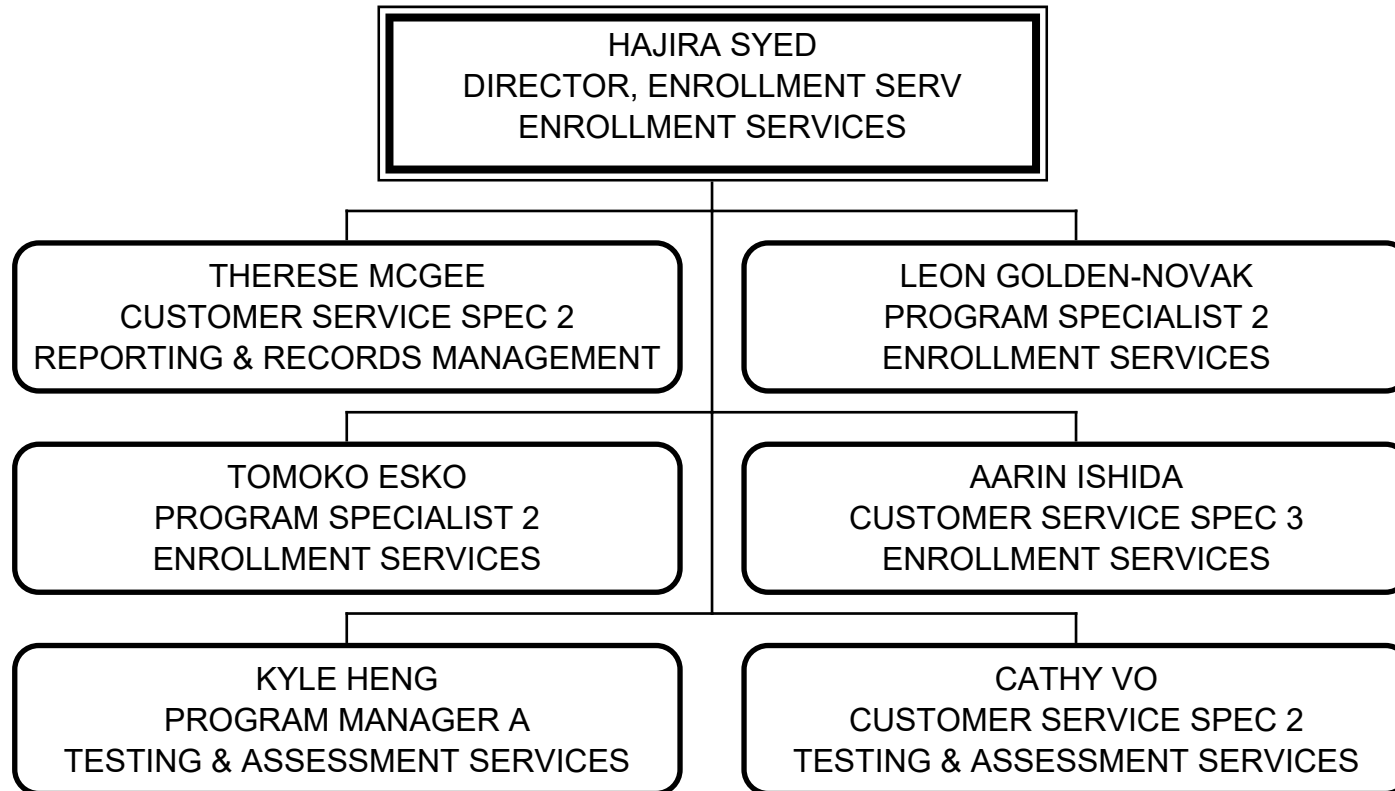 HAJIRA SYED
DIRECTOR, ENROLLMENT SERV
ENROLLMENT SERVICES
THERESE MCGEE
CUSTOMER SERVICE SPEC 2
REPORTING & RECORDS MANAGEMENT
LEON GOLDEN-NOVAK
PROGRAM SPECIALIST 2
ENROLLMENT SERVICES
TOMOKO ESKO
PROGRAM SPECIALIST 2
ENROLLMENT SERVICES
AARIN ISHIDA
CUSTOMER SERVICE SPEC 3
ENROLLMENT SERVICES
KYLE HENG
PROGRAM MANAGER A
TESTING & ASSESSMENT SERVICES
CATHY VO
CUSTOMER SERVICE SPEC 2
TESTING & ASSESSMENT SERVICES